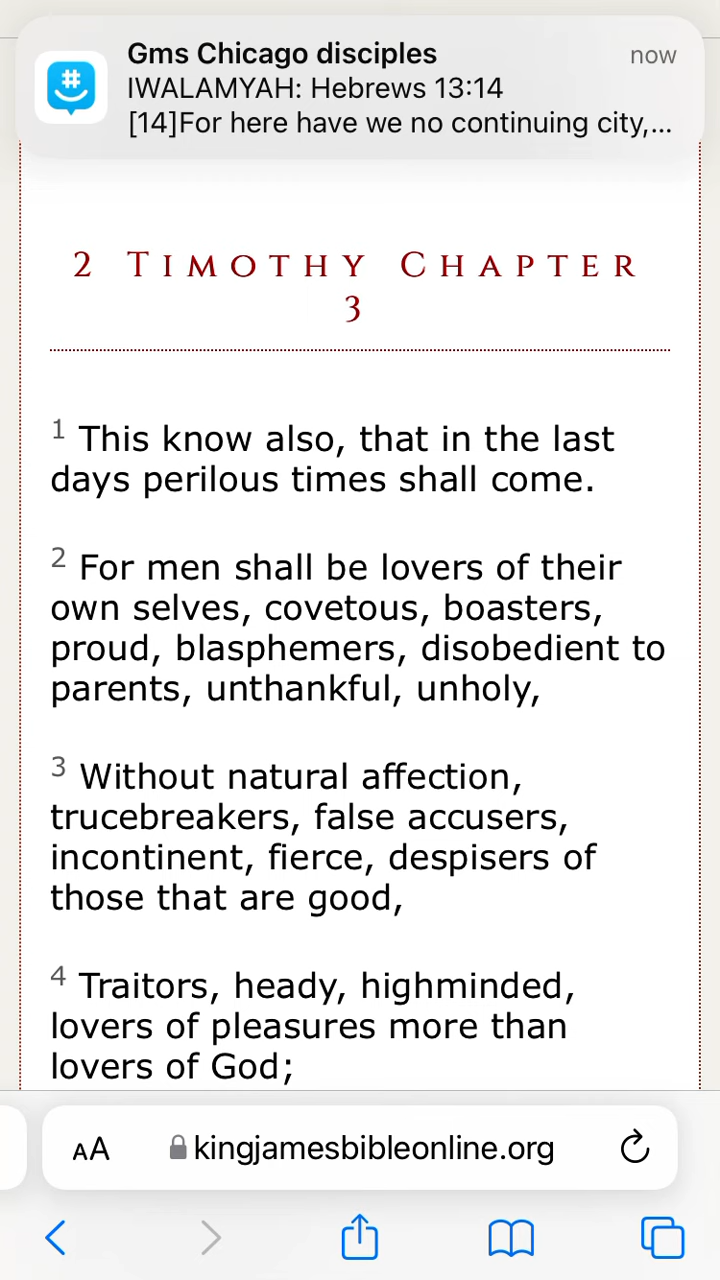 Gms Chicago disciples now
IWALAMYAH: Hebrews 13:14
[14]For here have we no continuing city,...
2 Timothy Chapter
3
1 This know also, that in the last
days perilous times shall come.
2 For men shall be lovers of their
own selves, covetous, boasters,
proud, blasphemers, disobedient to
parents, unthankful, unholy,
3 Without natural affection,
trucebreakers, false accusers,
incontinent, fierce, despisers of
those that are good,
4 Traitors, heady, highminded,
lovers of pleasures more than
lovers of God;
AA kingjamesbibleonline.org